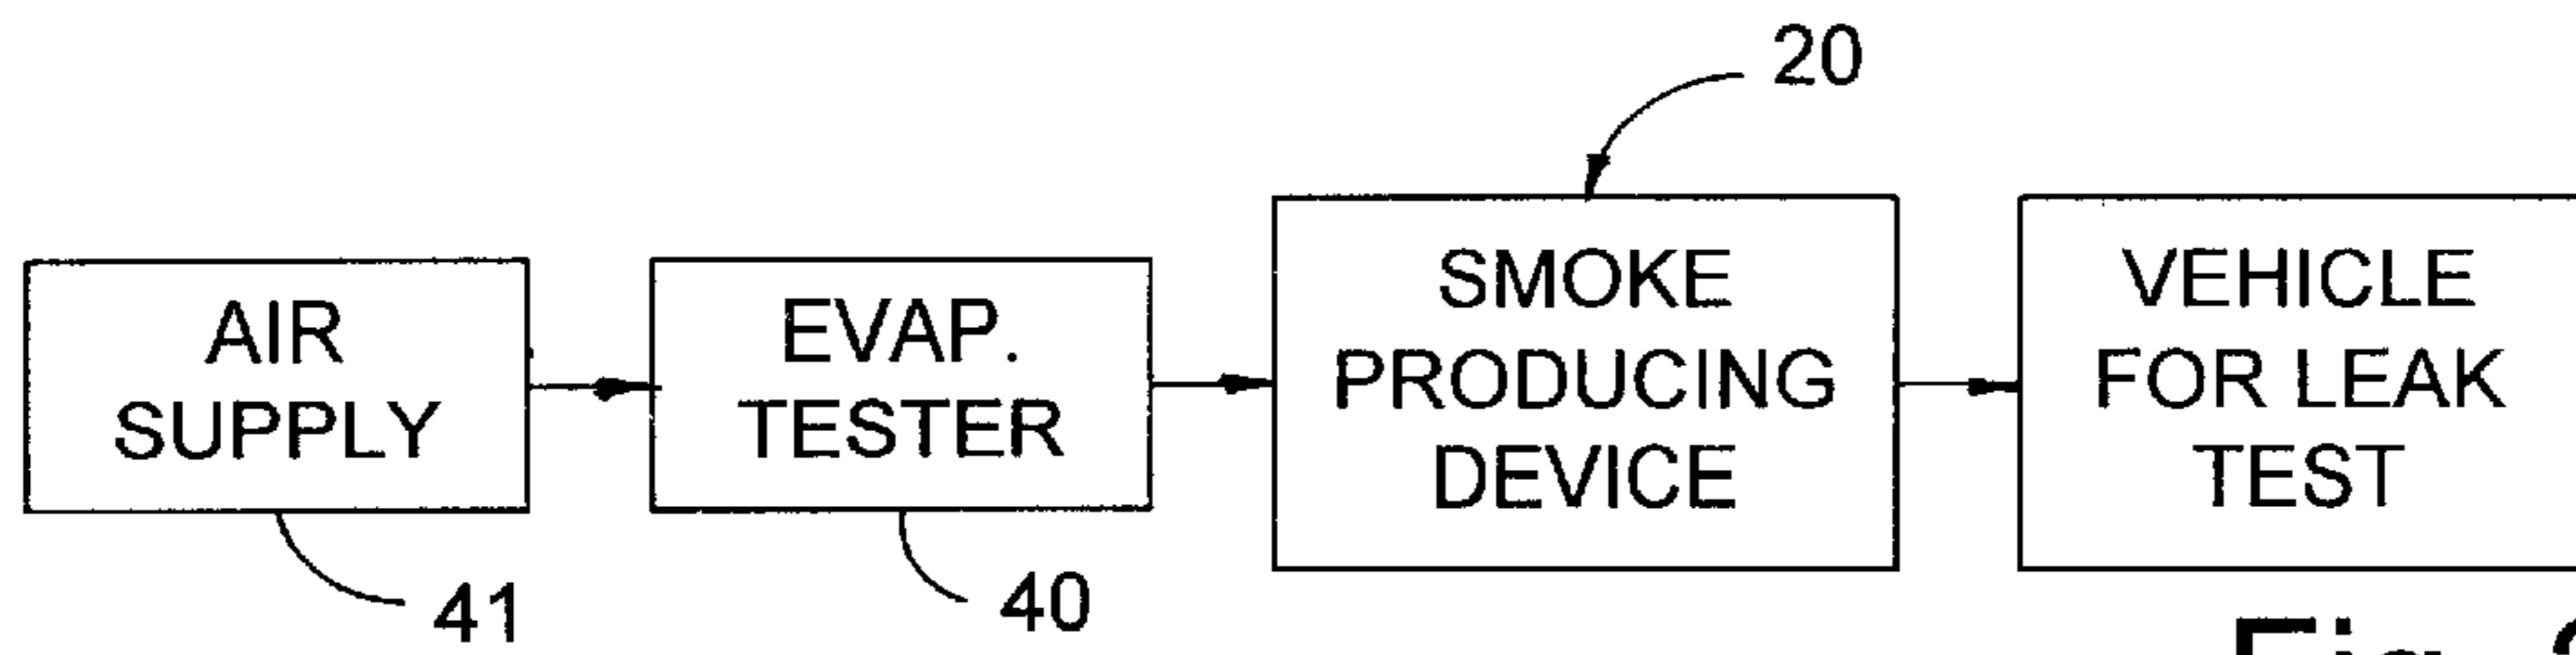 20
AIR
SUPPLY
EVAP.
TESTER
SMOKE
PRODUCING
DEVICE
VEHICLE
FOR LEAK
TEST
41
40